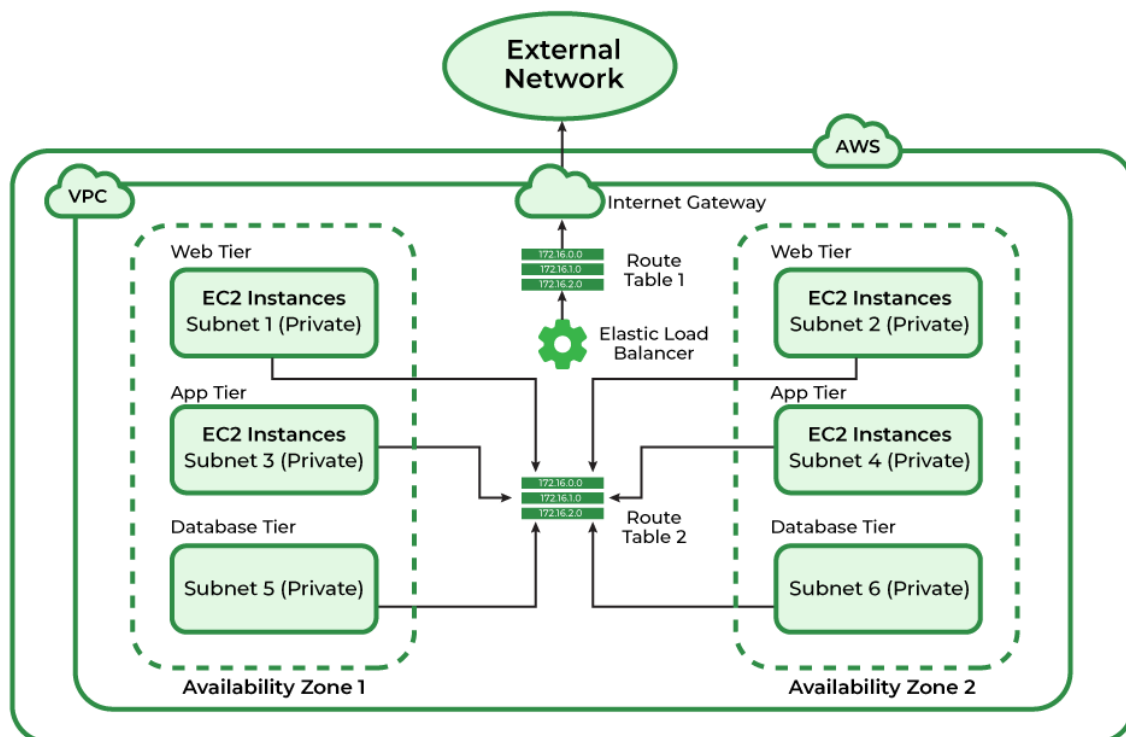 External
Network
AWS
VPC
Internet Gateway
Web Tier
EC2 Instances
Subnet 1 (Private)
App Tier
EC2 Instances
Subnet 3 (Private)
Database Tier
Subnet 5 (Private)
Availability Zone 1
172.16.0.0
172.16.1.0
172.16.2.0
Route
Table 1
Elastic Load
Balancer
172.16.0.0
172.16.1.0
172.16.2.0
Route
Table 2
Web Tier
EC2 Instances
Subnet 2 (Private)
App Tier
EC2 Instances
Subnet 4 (Private)
Database Tier
Subnet 6 (Private)
Availability Zone 2